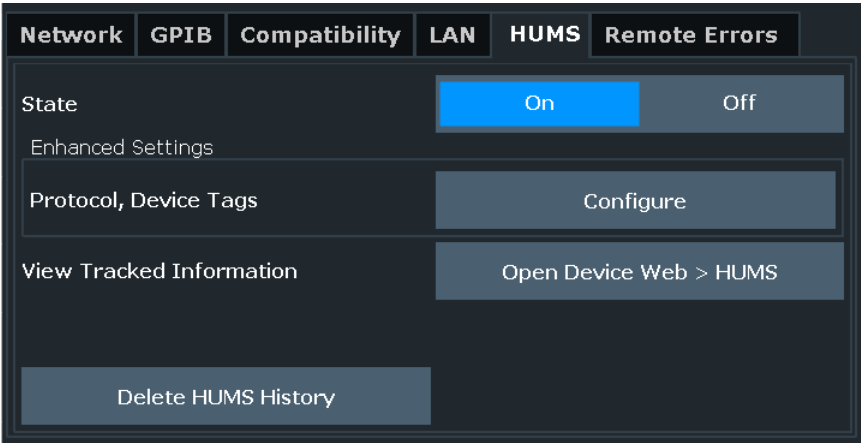 Network GPIB Compatibility LAN HUMS Remote Errors
State On Off
Enhanced Settings
Protocol, Device Tags Configure
View Tracked Information Open Device Web > HUMS
Delete HUMS History